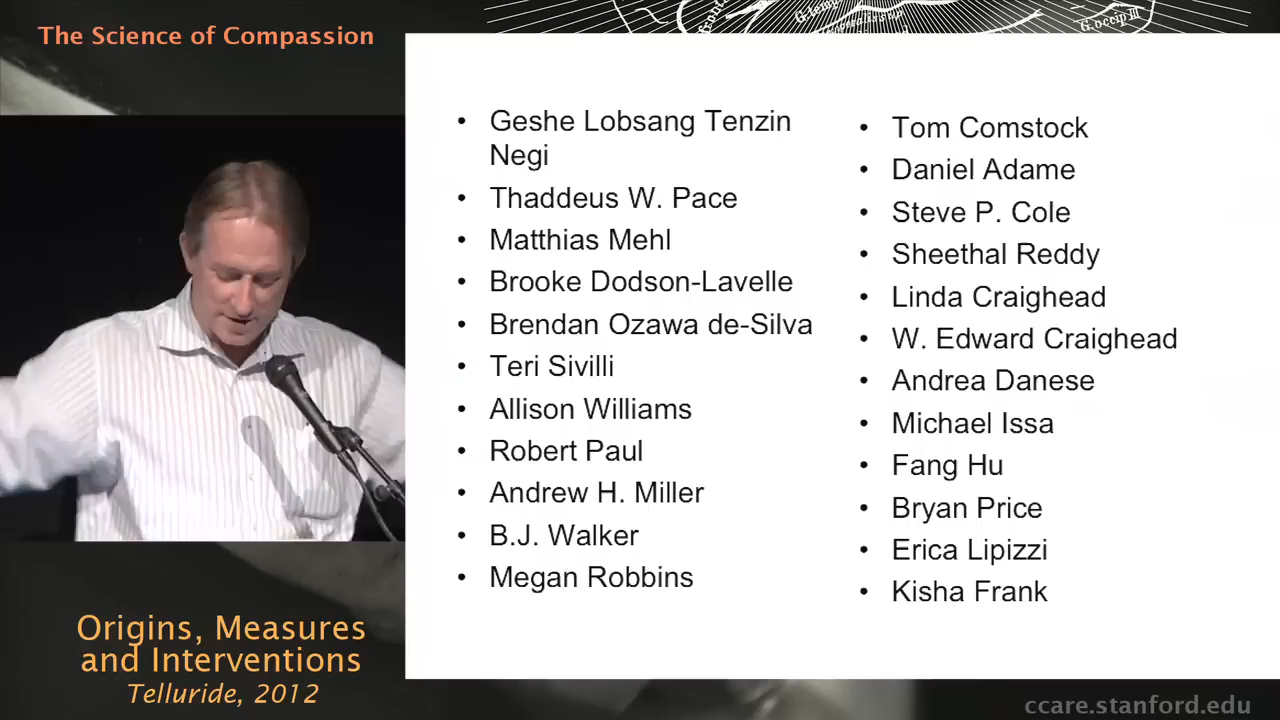 The Science of Compassion
G.occip III
• Geshe Lobsang Tenzin
Negi
• Thaddeus W. Pace
• Matthias Mehl
• Brooke Dodson-Lavelle
• Brendan Ozawa de-Silva
• Teri Sivilli
• Allison Williams
• Robert Paul
• Andrew H. Miller
• B.J. Walker
• Megan Robbins
• Tom Comstock
• Daniel Adame
• Steve P. Cole
• Sheethal Reddy
• Linda Craighead
• W. Edward Craighead
• Andrea Danese
• Michael Issa
• Fang Hu
• Bryan Price
• Erica Lipizzi
• Kisha Frank
Origins, Measures
and Interventions
Telluride, 2012
ccare.stanford.edu